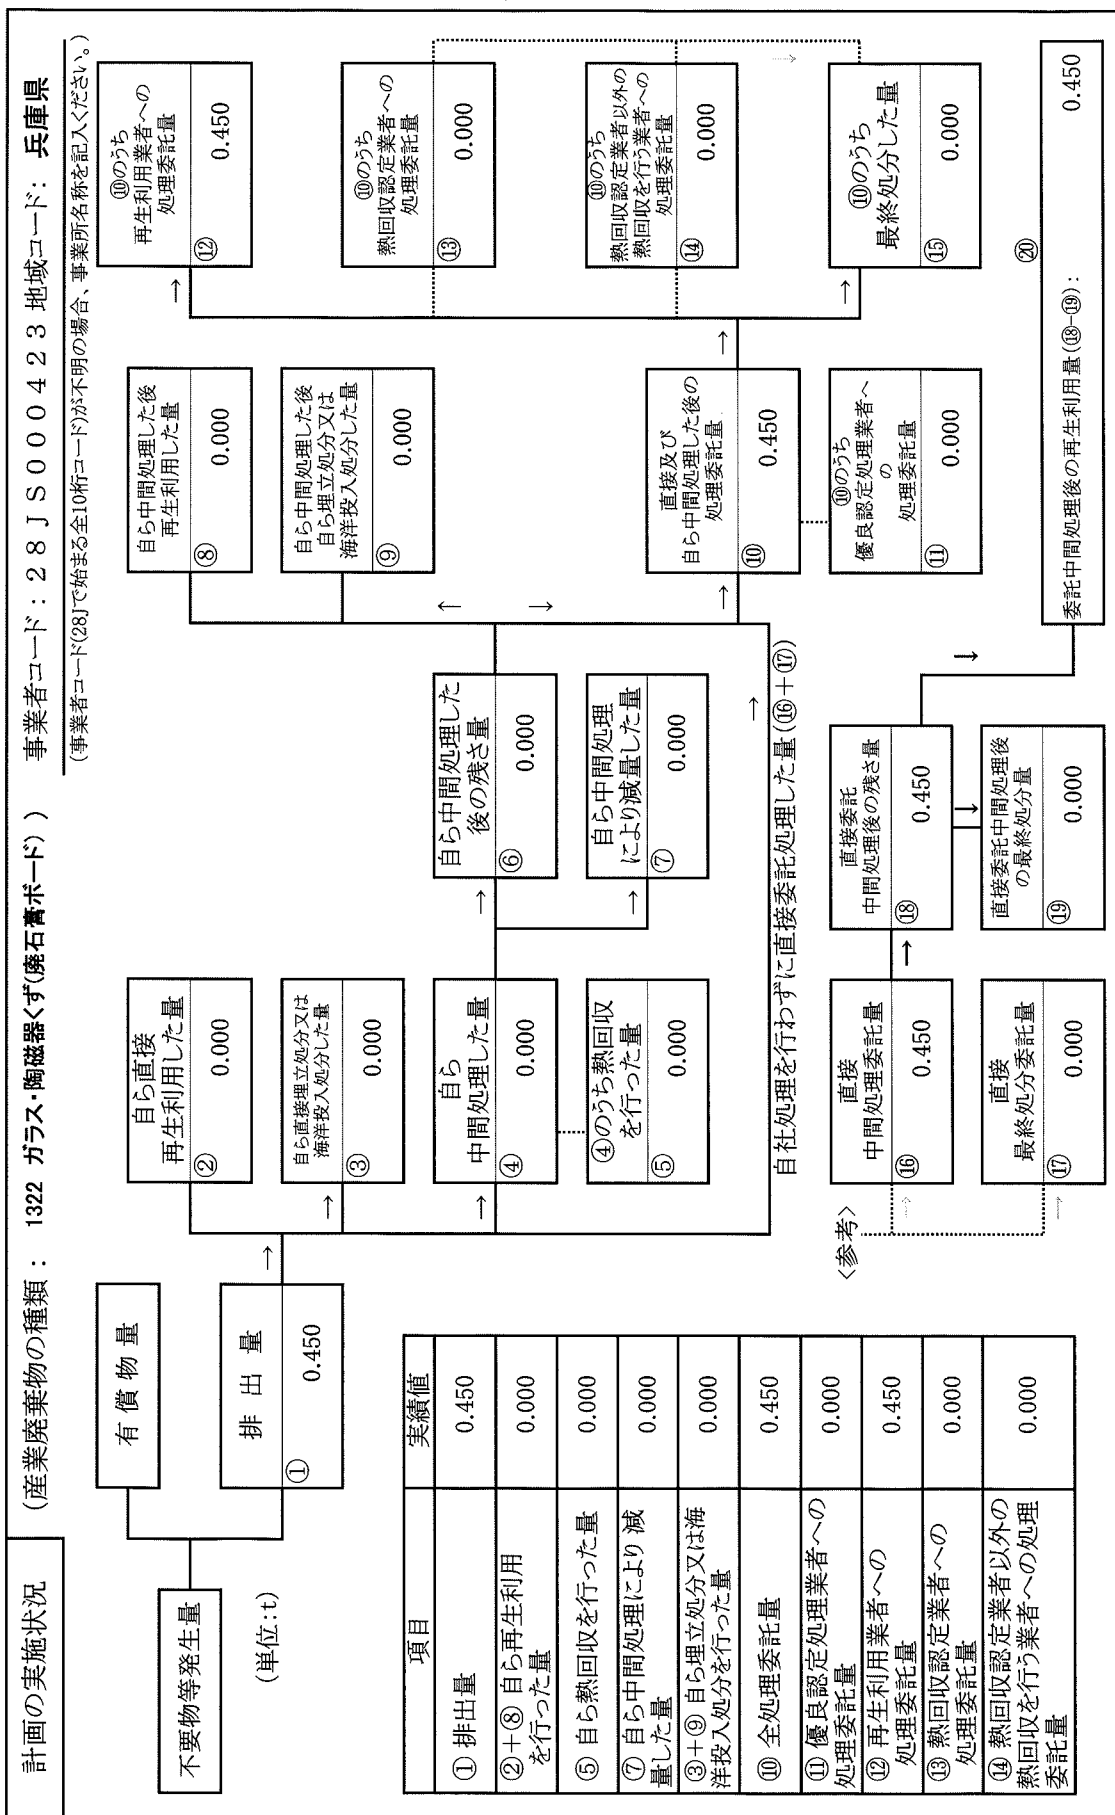 計画の実施状況
(産業廃棄物の種類： 1322 ガラス・陶磁器くず(廃石膏ボード) )
事業者コード：２８ＪＳ０００４２３ 地域コード： 兵庫県
(事業者コード(28Jで始まる全10桁コード)が不明の場合、事業所名称を記入ください。)
不要物等発生量
(単位:t)
有 償 物 量
排 出 量
① 0.450
→
自ら直接
再生利用した量
② 0.000
→
自ら直接埋立処分又は
海洋投入処分した量
③ 0.000
→
自ら
中間処理した量
④ 0.000
④のうち熱回収
を行った量
⑤ 0.000
→
自ら中間処理した
後の残さ量
⑥ 0.000
→
自ら中間処理
により減量した量
⑦ 0.000
自ら中間処理した後
再生利用した量
⑧ 0.000
自ら中間処理した後
自ら埋立処分又は
海洋投入処分した量
⑨ 0.000
↑
↓
→
直接及び
自ら中間処理した後の
処理委託量
⑩ 0.450
⑩のうち
優良認定処理業者へ
の
処理委託量
⑪ 0.000
→
→
⑩のうち
再生利用業者への
処理委託量
⑫ 0.450
⑩のうち
熱回収認定業者への
処理委託量
⑬ 0.000
⑩のうち
熱回収認定業者以外の
熱回収を行う業者への
処理委託量
⑭ 0.000
→
⑩のうち
最終処分した量
⑮ 0.000
自社処理を行わずに直接委託処理した量(⑯＋⑰)
→
<参考>
直接
中間処理委託量
⑯ 0.450
直接
最終処分委託量
⑰ 0.000
→
直接委託
中間処理後の残さ量
⑱ 0.450
↓
直接委託中間処理後
の最終処分量
⑲ 0.000
↓
⑳
委託中間処理後の再生利用量(⑱-⑲)： 0.450
項目 実績値
① 排出量 0.450
②＋⑧ 自ら再生利用
を行った量 0.000
⑤ 自ら熱回収を行った量 0.000
⑦ 自ら中間処理により減
量した量 0.000
③＋⑨ 自ら埋立処分又は海
洋投入処分を行った量 0.000
⑩ 全処理委託量 0.450
⑪ 優良認定処理業者への
処理委託量 0.000
⑫ 再生利用業者への
処理委託量 0.450
⑬ 熱回収認定業者への
処理委託量 0.000
⑭ 熱回収認定業者以外の
熱回収を行う業者への処理
委託量 0.000